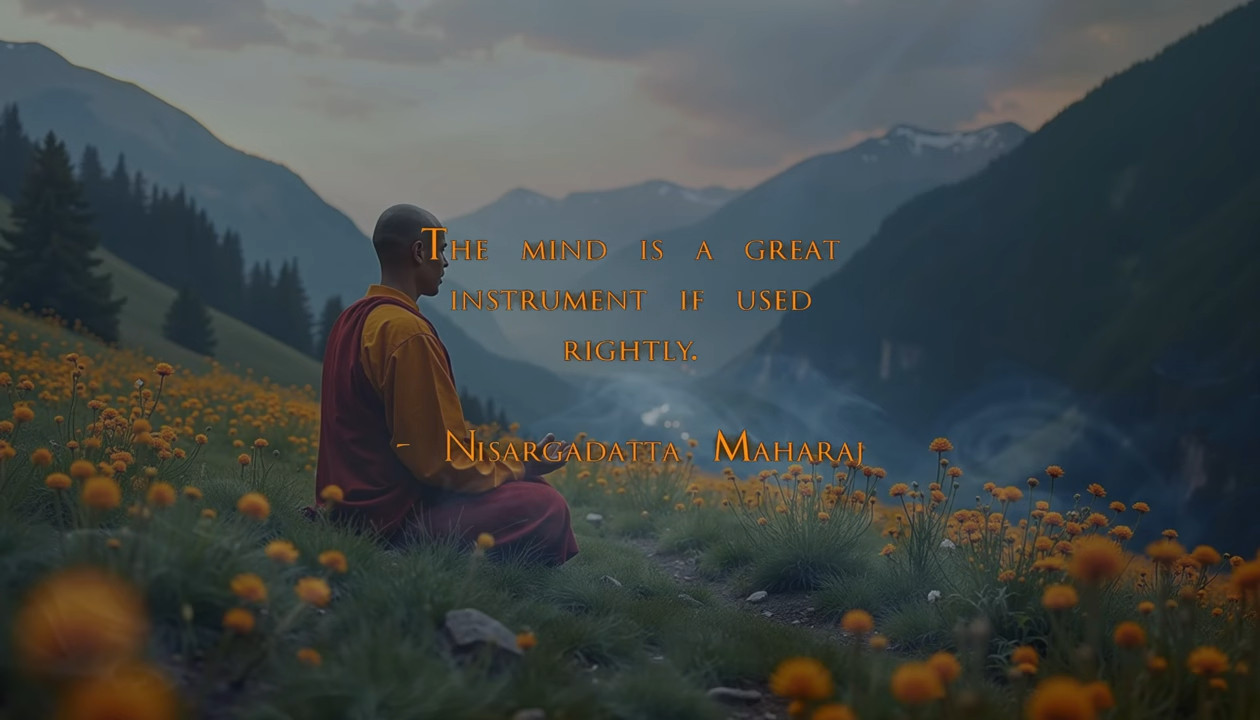 The mind is a great
instrument if used
rightly.
- Nisargadatta Maharaj